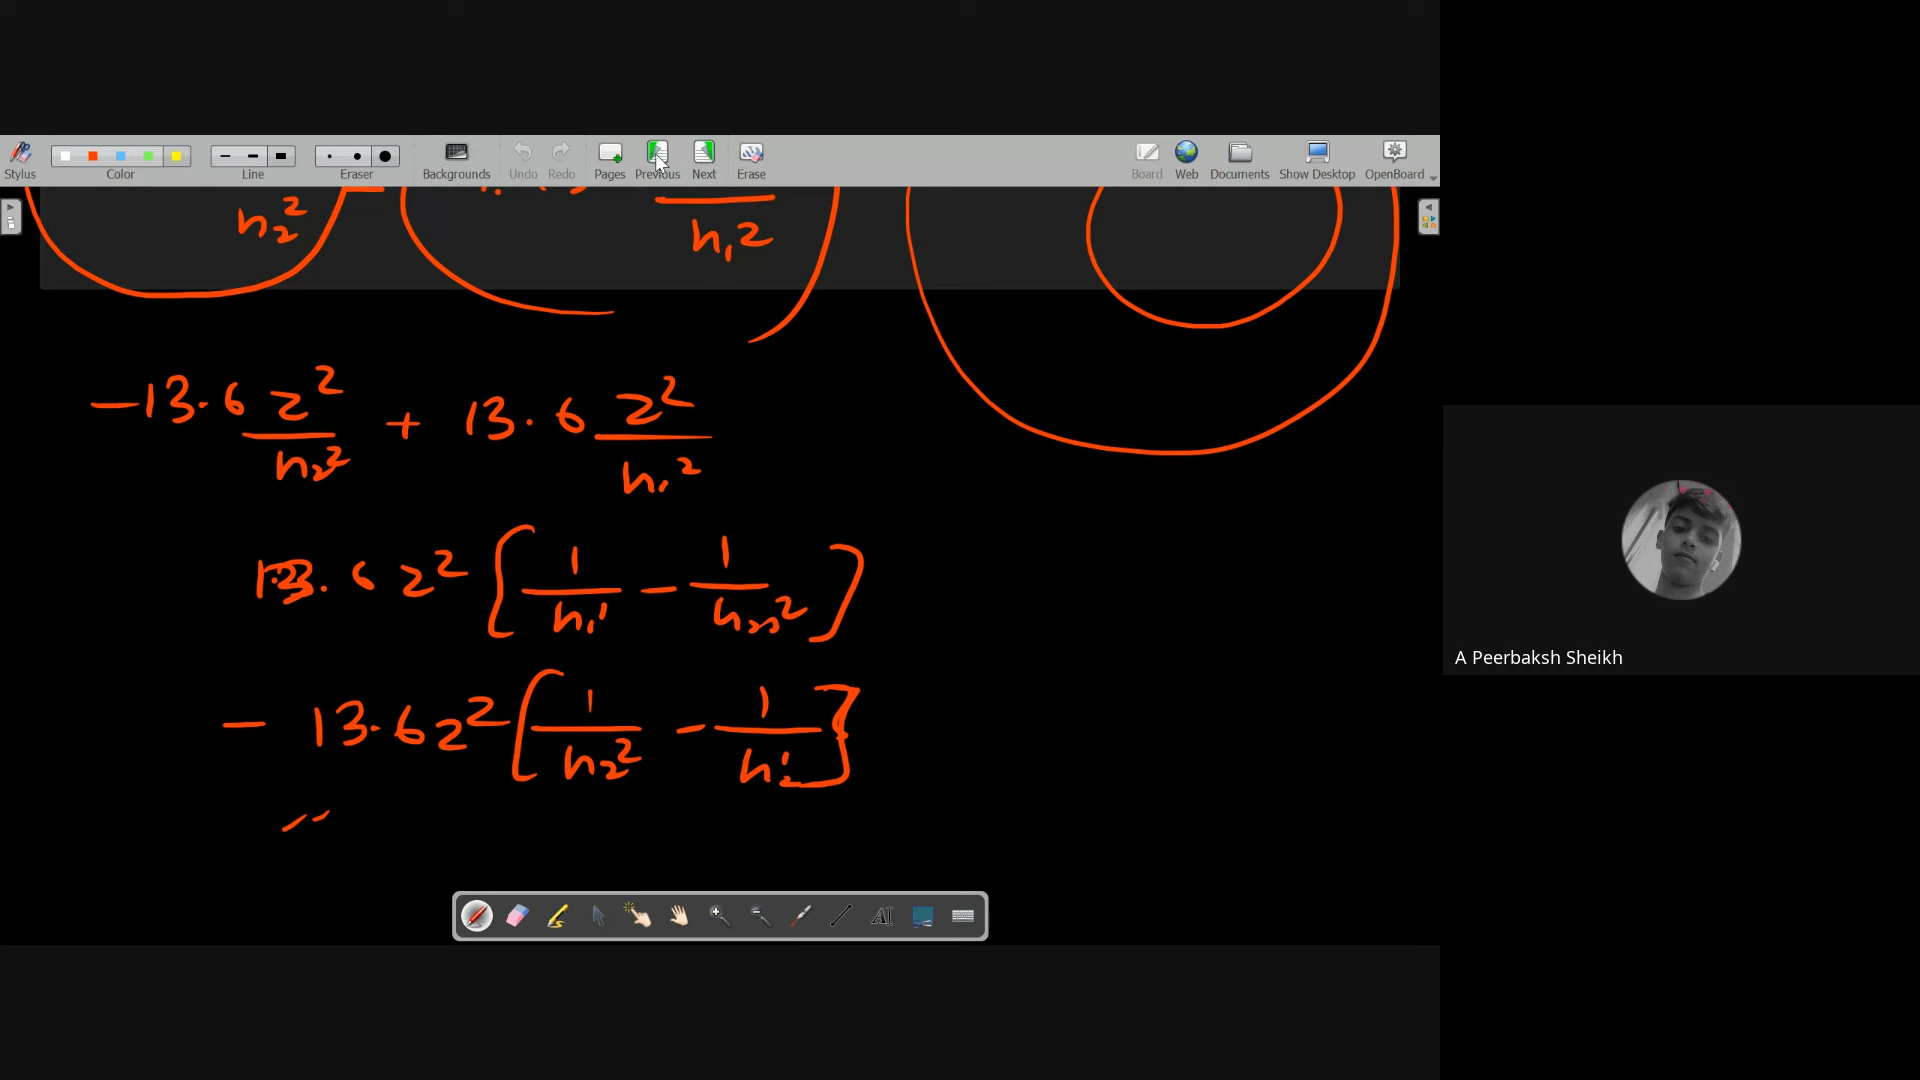 Stylus Color Line Eraser Backgrounds Undo Redo Pages Previous Next Erase Board Web Documents Show Desktop OpenBoard
n₂²
n₁2
-13.6 z²/n₂² + 13.6 z²/n₁²
13.6 z² [1/n₁' - 1/n₂²]
- 13.6z² [1/n₂² - 1/n₁²]
A Peerbaksh Sheikh
AI